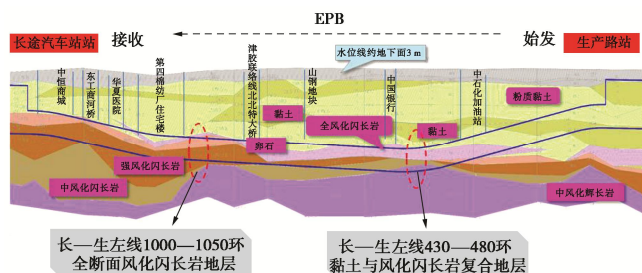 EPB
长途汽车站站
接收
始发
生产路站
水位线约地下面3 m
中恒商城
东工商河桥
华夏医院
第四棉纺厂住宅楼
津胶联络线北北特大桥
山钢地块
中国银行
中石化加油站
黏土
粉质黏土
全风化闪长岩
黏土
卵石
强风化闪长岩
中风化闪长岩
中风化辉长岩
长—生左线1000—1050环
全断面风化闪长岩地层
长—生左线430—480环
黏土与风化闪长岩复合地层